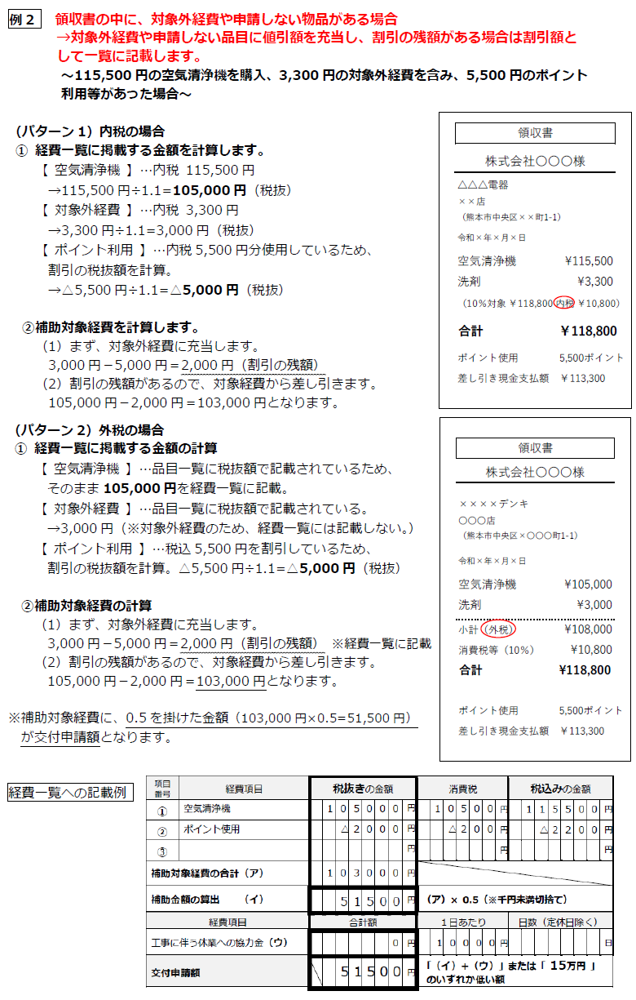 例２
領収書の中に、対象外経費や申請しない物品がある場合
→対象外経費や申請しない品目に値引額を充当し、割引の残額がある場合は割引額と
して一覧に記載します。
～115,500 円の空気清浄機を購入、3,300 円の対象外経費を含み、5,500 円のポイント
利用等があった場合～
（パターン１）内税の場合
① 経費一覧に掲載する金額を計算します。
【 空気清浄機 】…内税 115,500 円
→115,500 円÷1.1=105,000 円（税抜）
【 対象外経費 】…内税 3,300 円
→3,300 円÷1.1=3,000 円（税抜）
【 ポイント利用 】…内税 5,500 円分使用しているため、
割引の税抜額を計算。
→△5,500 円÷1.1=△5,000 円（税抜）
②補助対象経費を計算します。
（1）まず、対象外経費に充当します。
3,000 円－5,000 円＝2,000 円（割引の残額）
（2）割引の残額があるので、対象経費から差し引きます。
105,000 円－2,000 円＝103,000 円となります。
領収書
株式会社〇〇〇様
△△△電器
××店
（熊本市中央区××町1-1）
令和×年×月×日
空気清浄機 ¥115,500
洗剤 ¥3,300
（10%対象 ¥118,800 内税 ¥10,800）
合計 ¥118,800
ポイント使用 5,500ポイント
差し引き現金支払額 ¥113,300
（パターン２）外税の場合
① 経費一覧に掲載する金額の計算
【 空気清浄機 】…品目一覧に税抜額で記載されているため、
そのまま 105,000 円を経費一覧に記載。
【 対象外経費 】…品目一覧に税抜額で記載されている。
→3,000 円（※対象外経費のため、経費一覧には記載しない。）
【 ポイント利用 】…税込 5,500 円を割引しているため、
割引の税抜額を計算。△5,500 円÷1.1=△5,000 円（税抜）
②補助対象経費の計算
（1）まず、対象外経費に充当します。
3,000 円－5,000 円＝2,000 円（割引の残額） ※経費一覧に記載
（2）割引の残額があるので、対象経費から差し引きます。
105,000 円－2,000 円＝103,000 円となります。
領収書
株式会社〇〇〇様
××××デンキ
〇〇〇店
（熊本市中央区×〇〇〇町1-1）
令和×年×月×日
空気清浄機 ¥105,000
洗剤 ¥3,000
小計（外税） ¥108,000
消費税等（10%） ¥10,800
合計 ¥118,800
ポイント使用 5,500ポイント
差し引き現金支払額 ¥113,300
※補助対象経費に、0.5 を掛けた金額（103,000 円×0.5=51,500 円）
が交付申請額となります。
経費一覧への記載例
項目番号 経費項目 税抜きの金額 消費税 税込みの金額
① 空気清浄機 105000円 10500円 115500円
② ポイント使用 △2000円 △200円 △2200円
③ 円 円 円
補助対象経費の合計（ア） 103000円
補助金額の算出 （イ） 51500円 （ア）× 0.5（※千円未満切捨て）
経費項目 合計額 １日あたり 日数（定休日除く）
工事に伴う休業への協力金（ウ） 0円 10000円 日
交付申請額 51500円 「（イ）+（ウ）」または「 15万円 」
のいずれか低い額